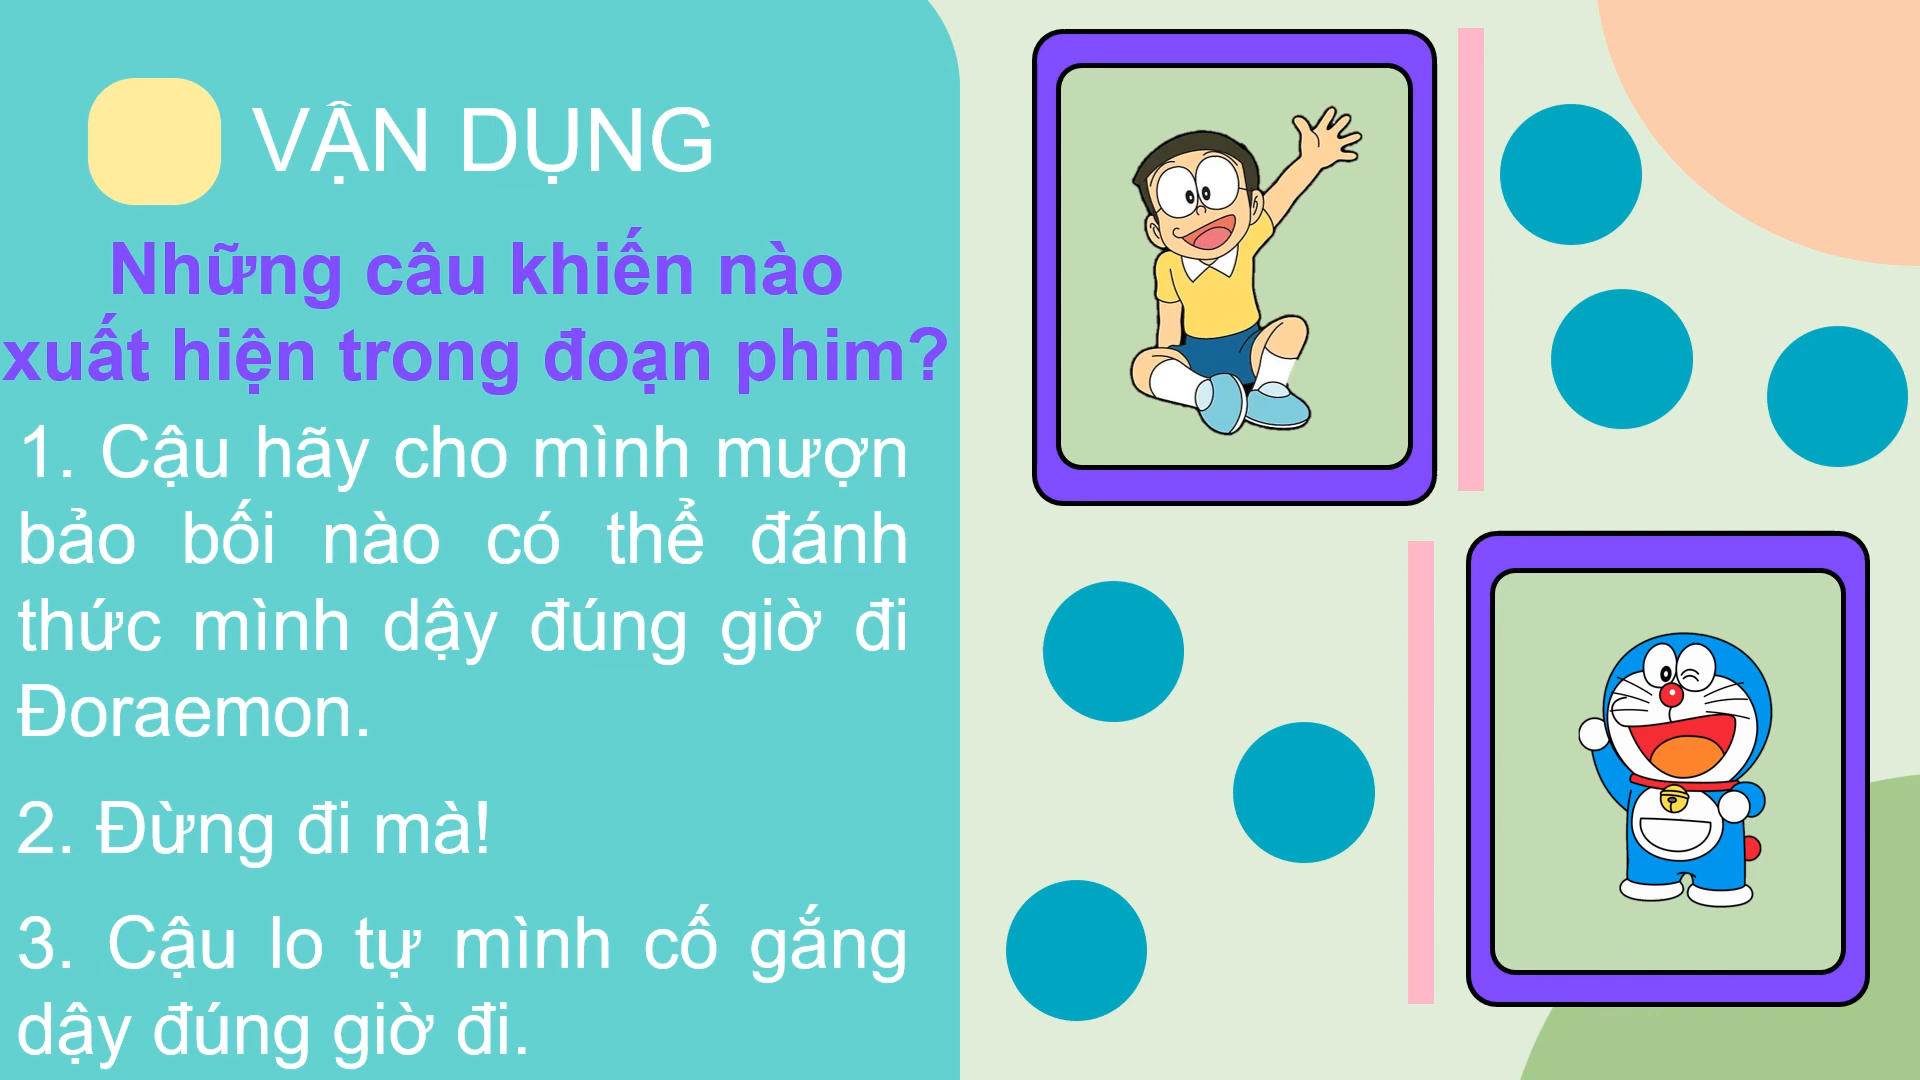 VẬN DỤNG
Những câu khiến nào
xuất hiện trong đoạn phim?
1. Cậu hãy cho mình mượn
bảo bối nào có thể đánh
thức mình dậy đúng giờ đi
Đoraemon.
2. Đừng đi mà!
3. Cậu lo tự mình cố gắng
dậy đúng giờ đi.